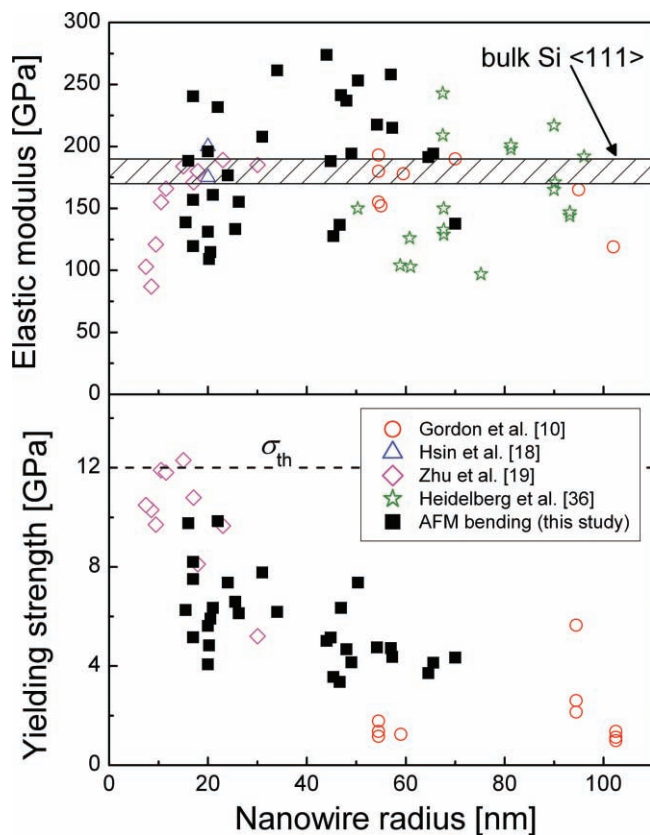 300
250
200
150
100
50
0
Elastic modulus [GPa]
bulk Si <111>
12
8
4
0
Yielding strength [GPa]
σth
Gordon et al. [10]
Hsin et al. [18]
Zhu et al. [19]
Heidelberg et al. [36]
AFM bending (this study)
0 20 40 60 80 100
Nanowire radius [nm]